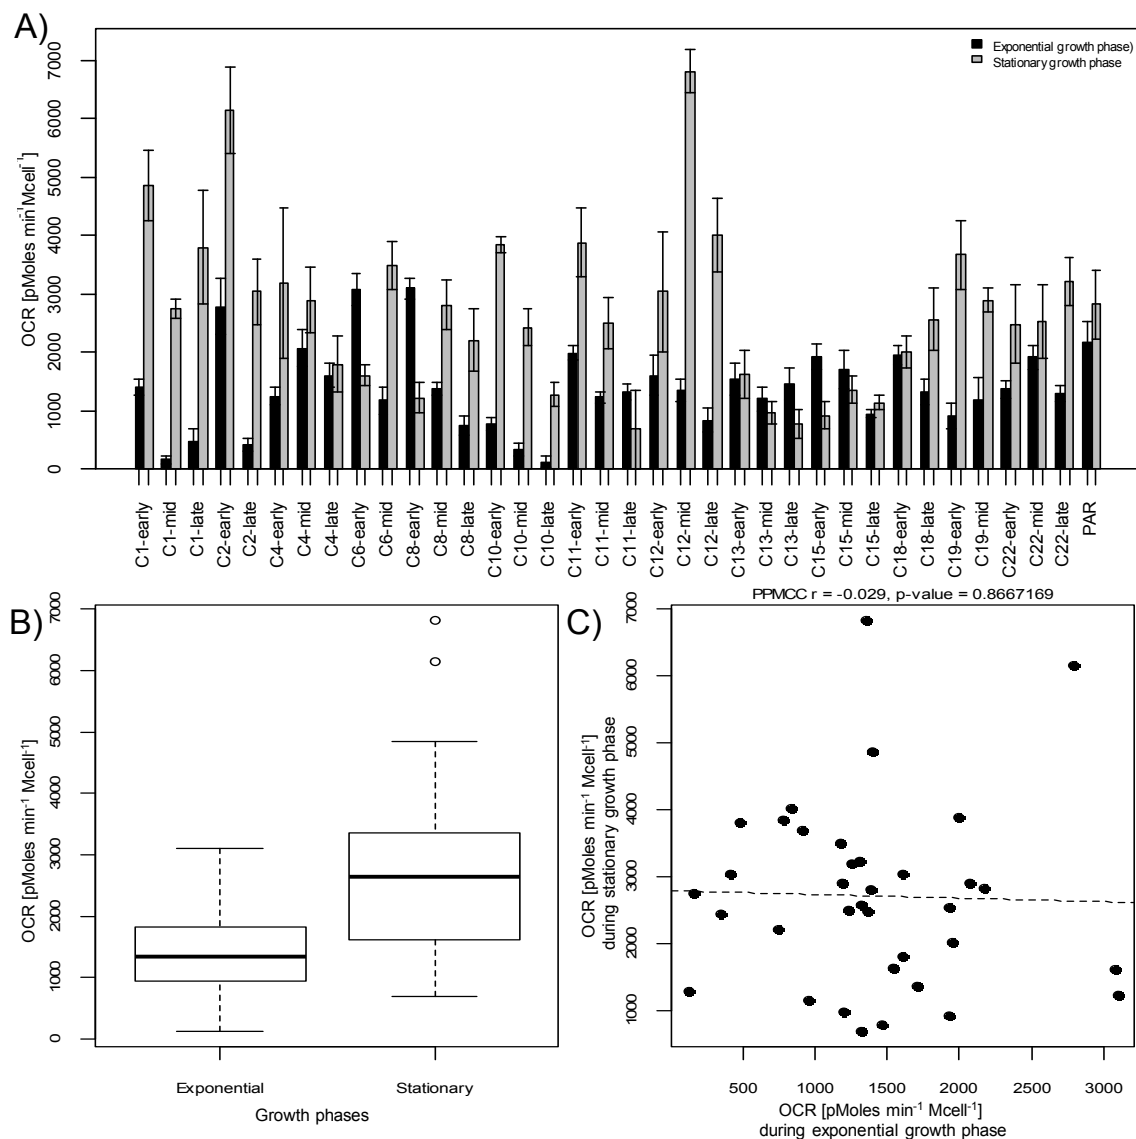 A)
OCR [pMoles min⁻¹ Mcell⁻¹]
0 1000 2000 3000 4000 5000 6000 7000
Exponential growth phase)
Stationary growth phase
C1-early
C1-mid
C1-late
C2-early
C2-late
C4-early
C4-mid
C4-late
C6-early
C6-mid
C8-early
C8-mid
C8-late
C10-early
C10-mid
C10-late
C11-early
C11-mid
C11-late
C12-early
C12-mid
C12-late
C13-early
C13-mid
C13-late
C15-early
C15-mid
C15-late
C18-early
C18-late
C19-early
C19-mid
C22-early
C22-mid
C22-late
PAR
B)
OCR [pMoles min⁻¹ Mcell⁻¹]
0 1000 2000 3000 4000 5000 6000 7000
Exponential Stationary
Growth phases
C)
PPMCC r = -0.029, p-value = 0.8667169
OCR [pMoles min⁻¹ Mcell⁻¹]
during stationary growth phase
1000 2000 3000 4000 5000 6000 7000
500 1000 1500 2000 2500 3000
OCR [pMoles min⁻¹ Mcell⁻¹]
during exponential growth phase